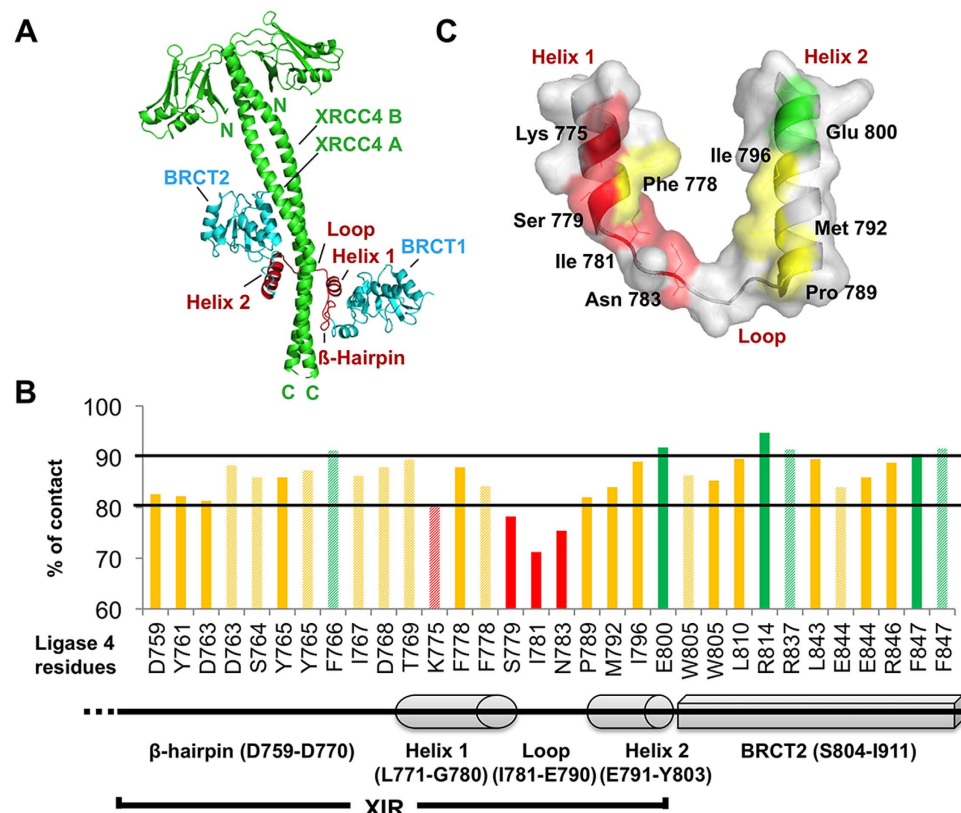 A
N
N
XRCC4 B
XRCC4 A
BRCT2
Loop
Helix 1
BRCT1
Helix 2
ß-Hairpin
C C
C
Helix 1
Helix 2
Lys 775
Glu 800
Ile 796
Phe 778
Ser 779
Met 792
Ile 781
Asn 783
Pro 789
Loop
B
% of contact
100
90
80
70
60
Ligase 4
residues
D759
Y761
D763
D763
S764
Y765
Y765
F766
I767
D768
T769
K775
F778
F778
S779
I781
N783
P789
M792
I796
E800
W805
W805
L810
R814
R837
L843
E844
E844
R846
F847
F847
β-hairpin (D759-D770)
Helix 1
(L771-G780)
Loop
(I781-E790)
Helix 2
(E791-Y803)
BRCT2 (S804-I911)
XIR